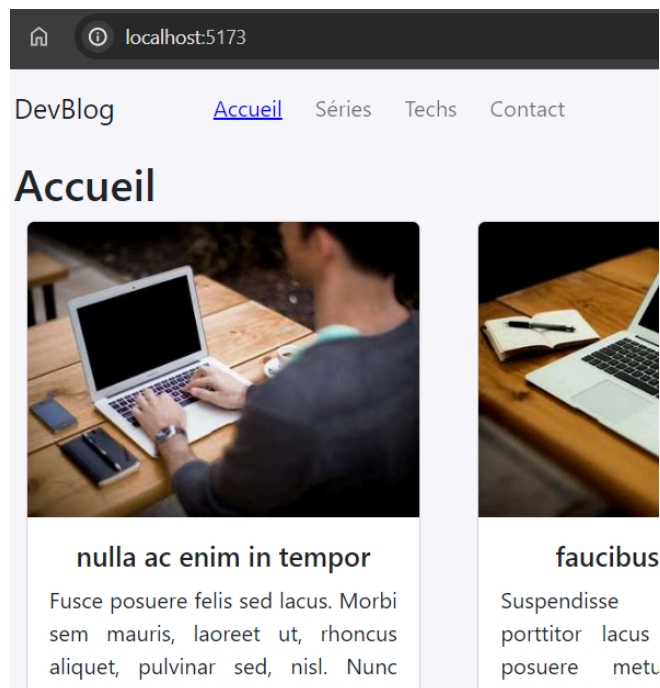 localhost:5173
DevBlog Accueil Séries Techs Contact
Accueil
nulla ac enim in tempor
Fusce posuere felis sed lacus. Morbi
sem mauris, laoreet ut, rhoncus
aliquet, pulvinar sed, nisl. Nunc
faucibus
Suspendisse
porttitor lacus
posuere